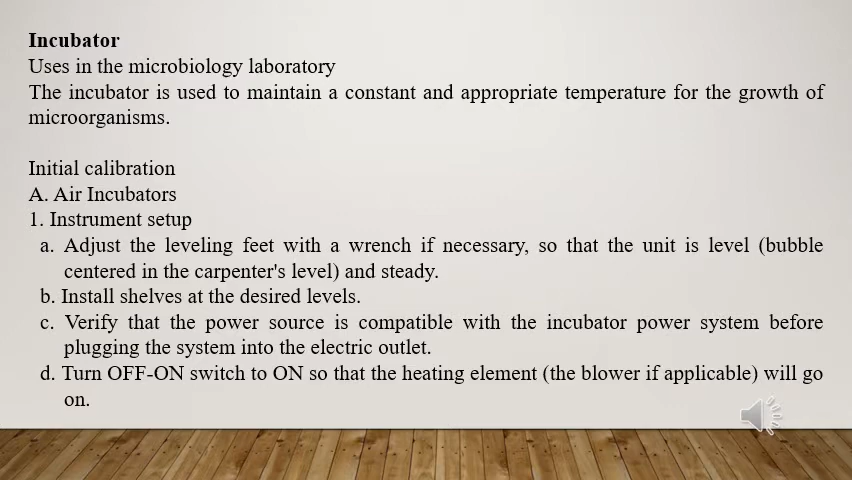 Incubator
Uses in the microbiology laboratory
The incubator is used to maintain a constant and appropriate temperature for the growth of
microorganisms.
Initial calibration
A. Air Incubators
1. Instrument setup
a. Adjust the leveling feet with a wrench if necessary, so that the unit is level (bubble
centered in the carpenter's level) and steady.
b. Install shelves at the desired levels.
c. Verify that the power source is compatible with the incubator power system before
plugging the system into the electric outlet.
d. Turn OFF-ON switch to ON so that the heating element (the blower if applicable) will go
on.